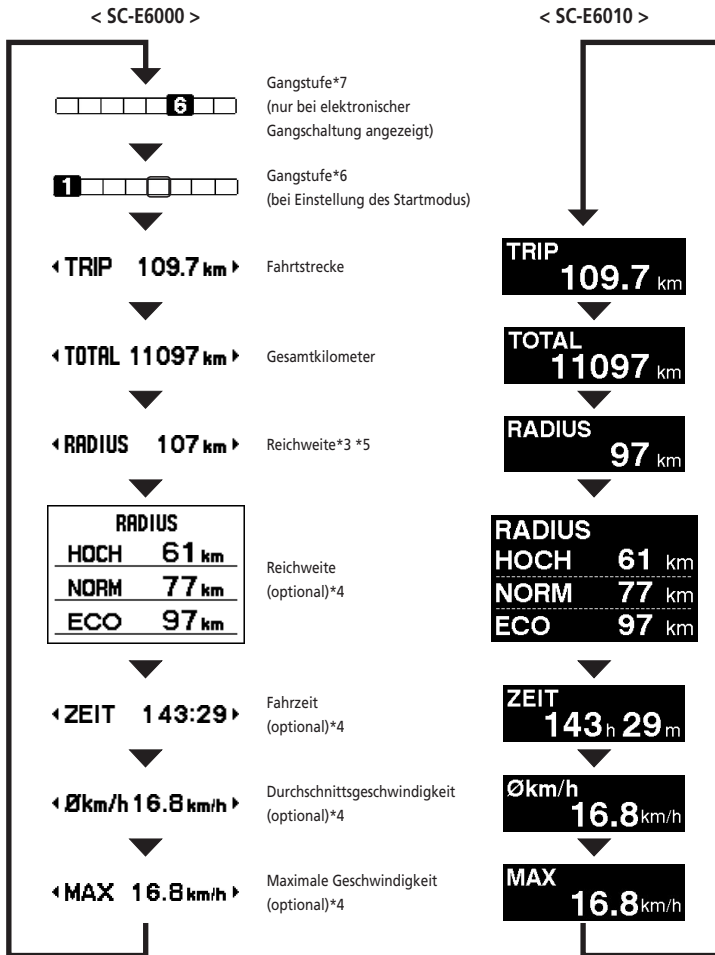 < SC-E6000 >
< SC-E6010 >
6
Gangstufe*7
(nur bei elektronischer
Gangschaltung angezeigt)
1
Gangstufe*6
(bei Einstellung des Startmodus)
TRIP 109.7 km
Fahrtstrecke
TRIP
109.7 km
TOTAL 11097 km
Gesamtkilometer
TOTAL
11097 km
RADIUS 107 km
Reichweite*3 *5
RADIUS
97 km
RADIUS
HOCH 61 km
NORM 77 km
ECO 97 km
Reichweite
(optional)*4
RADIUS
HOCH 61 km
NORM 77 km
ECO 97 km
ZEIT 143:29
Fahrzeit
(optional)*4
ZEIT
143 h 29 m
Økm/h 16.8 km/h
Durchschnittsgeschwindigkeit
(optional)*4
Økm/h
16.8 km/h
MAX 16.8 km/h
Maximale Geschwindigkeit
(optional)*4
MAX
16.8 km/h